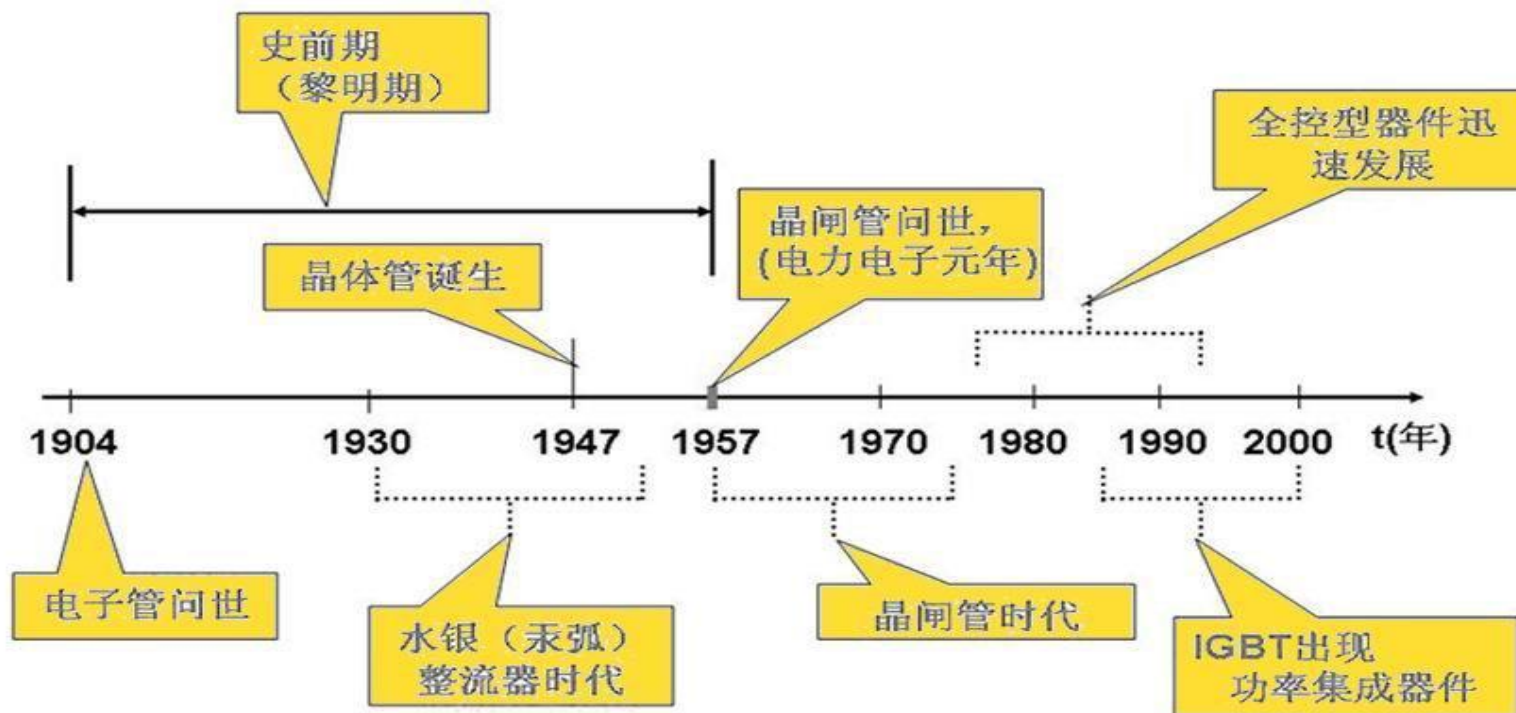 史前期
（黎明期）
全控型器件迅
速发展
晶闸管问世，
(电力电子元年)
晶体管诞生
1904
1930
1947
1957
1970
1980
1990
2000
t(年)
电子管问世
水银（汞弧）
整流器时代
晶闸管时代
IGBT出现
功率集成器件